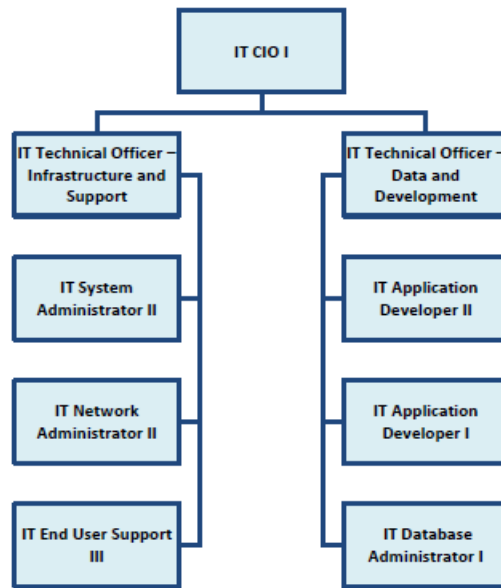 IT CIO I
IT Technical Officer –
Infrastructure and
Support
IT Technical Officer –
Data and
Development
IT System
Administrator II
IT Application
Developer II
IT Network
Administrator II
IT Application
Developer I
IT End User Support
III
IT Database
Administrator I